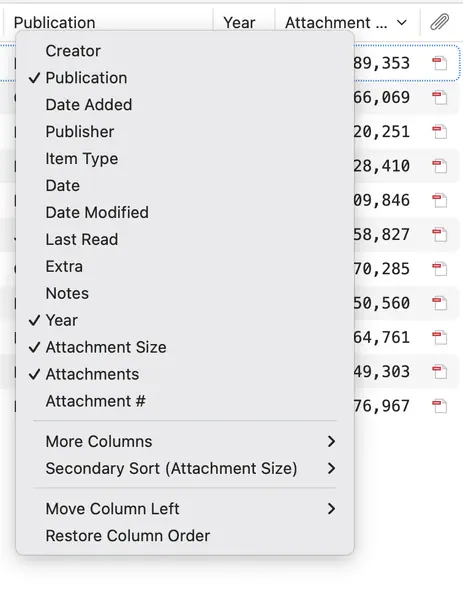 Publication Year Attachment ...
Creator
89,353
Publication
66,069
Date Added
Publisher
20,251
Item Type
28,410
Date
09,846
Date Modified
Last Read
58,827
Extra
70,285
Notes
50,560
Year
64,761
Attachment Size
Attachments
49,303
Attachment #
76,967
More Columns
Secondary Sort (Attachment Size)
Move Column Left
Restore Column Order